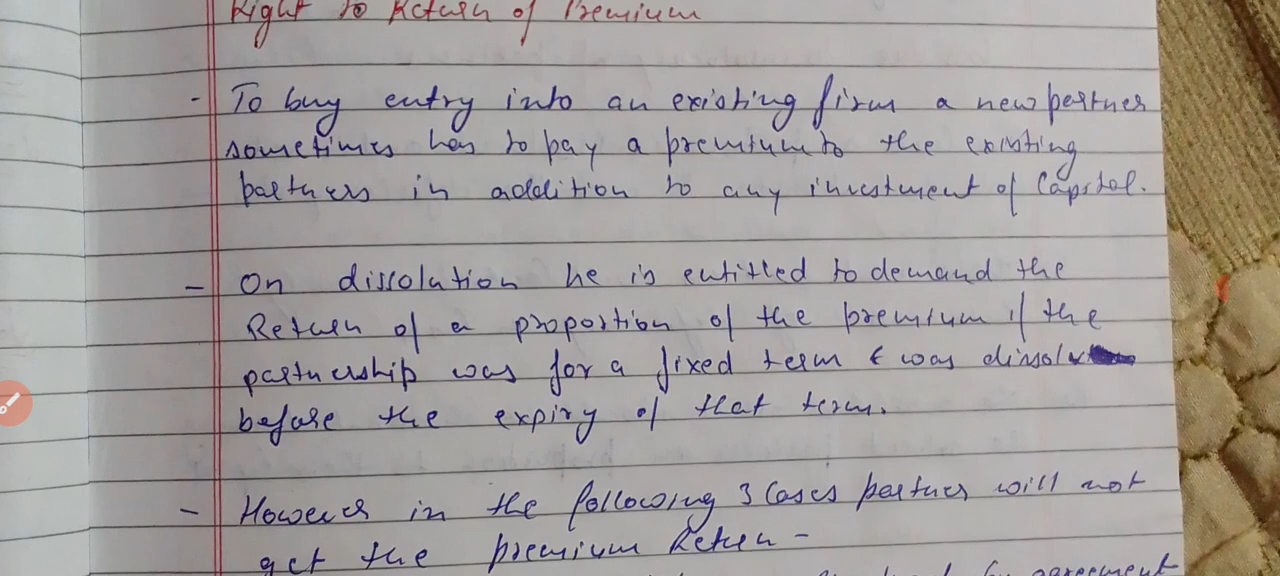 Right to Return of Premium
- To buy entry into an existing firm a new partner
sometimes has to pay a premium to the existing
partners in addition to any investment of Capital.
- On dissolution he is entitled to demand the
Return of a proportion of the premium if the
partnership was for a fixed term & was dissolve
before the expiry of that term.
- However in the following 3 Cases partner will not
get the premium Return -
by agreement